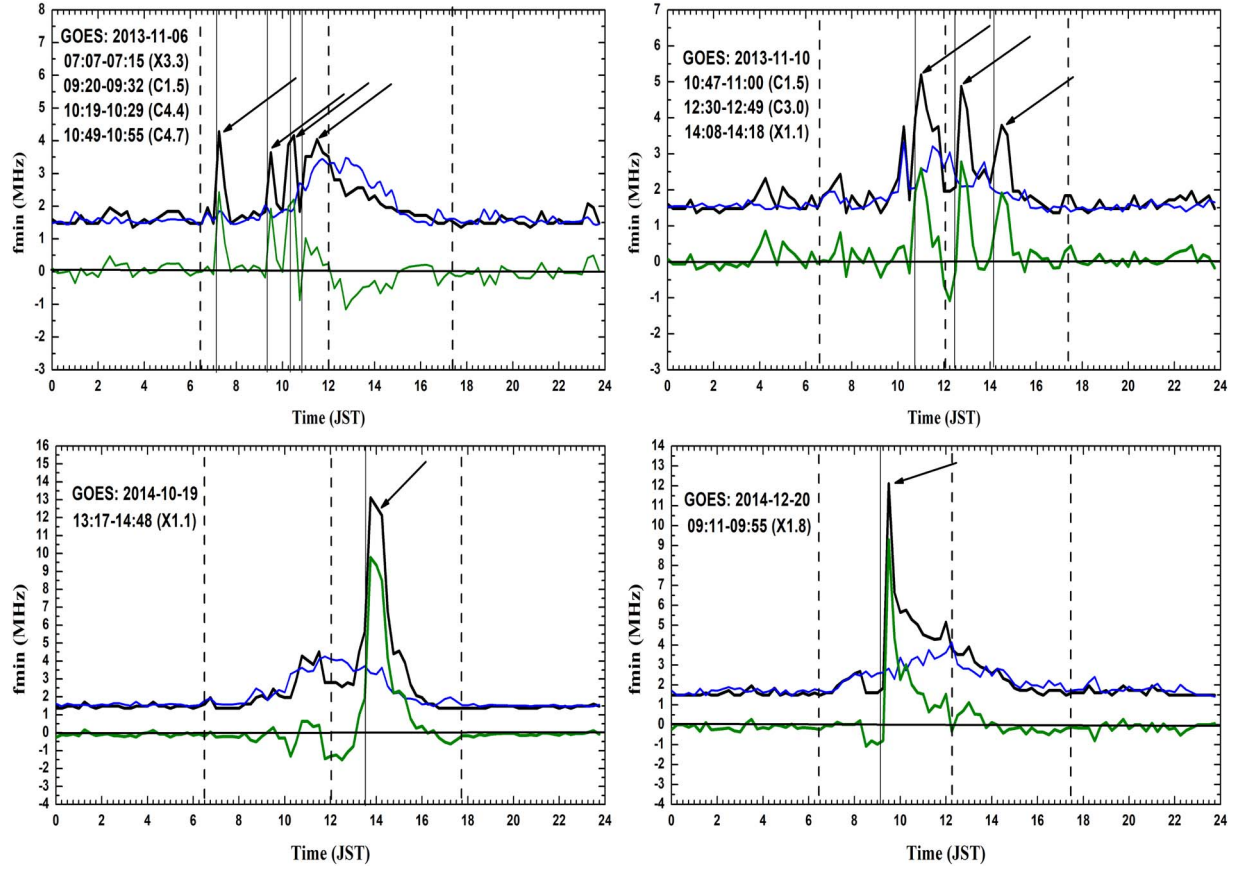 GOES: 2013-11-06
07:07-07:15 (X3.3)
09:20-09:32 (C1.5)
10:19-10:29 (C4.4)
10:49-10:55 (C4.7)
fmin (MHz)
8
7
6
5
4
3
2
1
0
-1
-2
-3
0 2 4 6 8 10 12 14 16 18 20 22 24
Time (JST)
GOES: 2013-11-10
10:47-11:00 (C1.5)
12:30-12:49 (C3.0)
14:08-14:18 (X1.1)
fmin (MHz)
7
6
5
4
3
2
1
0
-1
-2
-3
0 2 4 6 8 10 12 14 16 18 20 22 24
Time (JST)
GOES: 2014-10-19
13:17-14:48 (X1.1)
fmin (MHz)
16
15
14
13
12
11
10
9
8
7
6
5
4
3
2
1
0
-1
-2
-3
-4
0 2 4 6 8 10 12 14 16 18 20 22 24
Time (JST)
GOES: 2014-12-20
09:11-09:55 (X1.8)
fmin (MHz)
14
13
12
11
10
9
8
7
6
5
4
3
2
1
0
-1
-2
-3
-4
0 2 4 6 8 10 12 14 16 18 20 22 24
Time (JST)